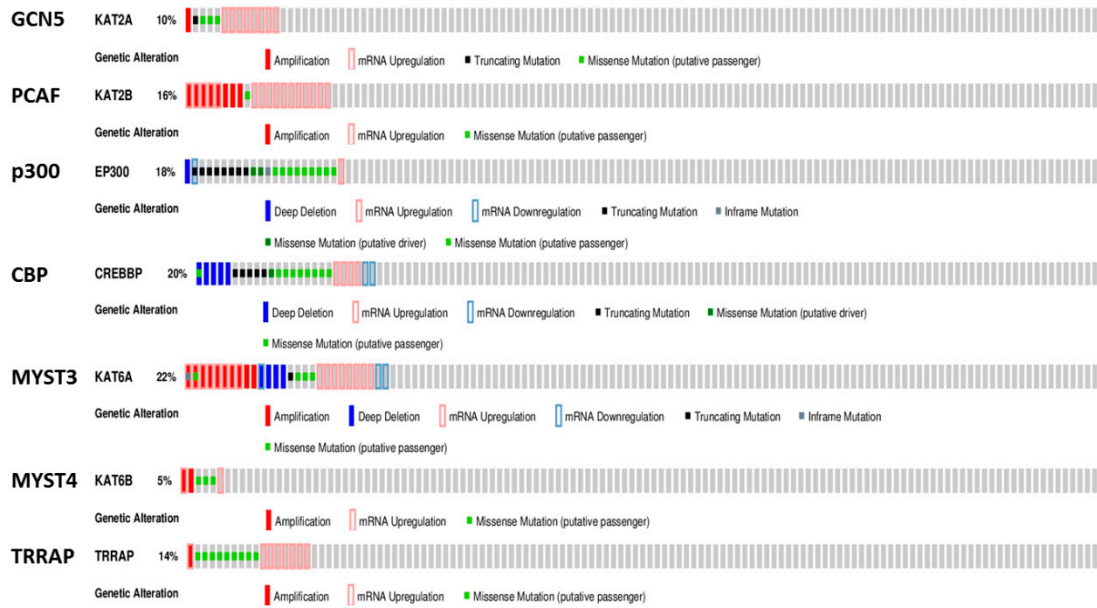 GCN5 KAT2A 10%
Genetic Alteration Amplification mRNA Upregulation Truncating Mutation Missense Mutation (putative passenger)
PCAF KAT2B 16%
Genetic Alteration Amplification mRNA Upregulation Missense Mutation (putative passenger)
p300 EP300 18%
Genetic Alteration Deep Deletion mRNA Upregulation mRNA Downregulation Truncating Mutation Inframe Mutation
Missense Mutation (putative driver) Missense Mutation (putative passenger)
CBP CREBBP 20%
Genetic Alteration Deep Deletion mRNA Upregulation mRNA Downregulation Truncating Mutation Missense Mutation (putative driver)
Missense Mutation (putative passenger)
MYST3 KAT6A 22%
Genetic Alteration Amplification Deep Deletion mRNA Upregulation mRNA Downregulation Truncating Mutation Inframe Mutation
Missense Mutation (putative passenger)
MYST4 KAT6B 5%
Genetic Alteration Amplification mRNA Upregulation Missense Mutation (putative passenger)
TRRAP TRRAP 14%
Genetic Alteration Amplification mRNA Upregulation Missense Mutation (putative passenger)